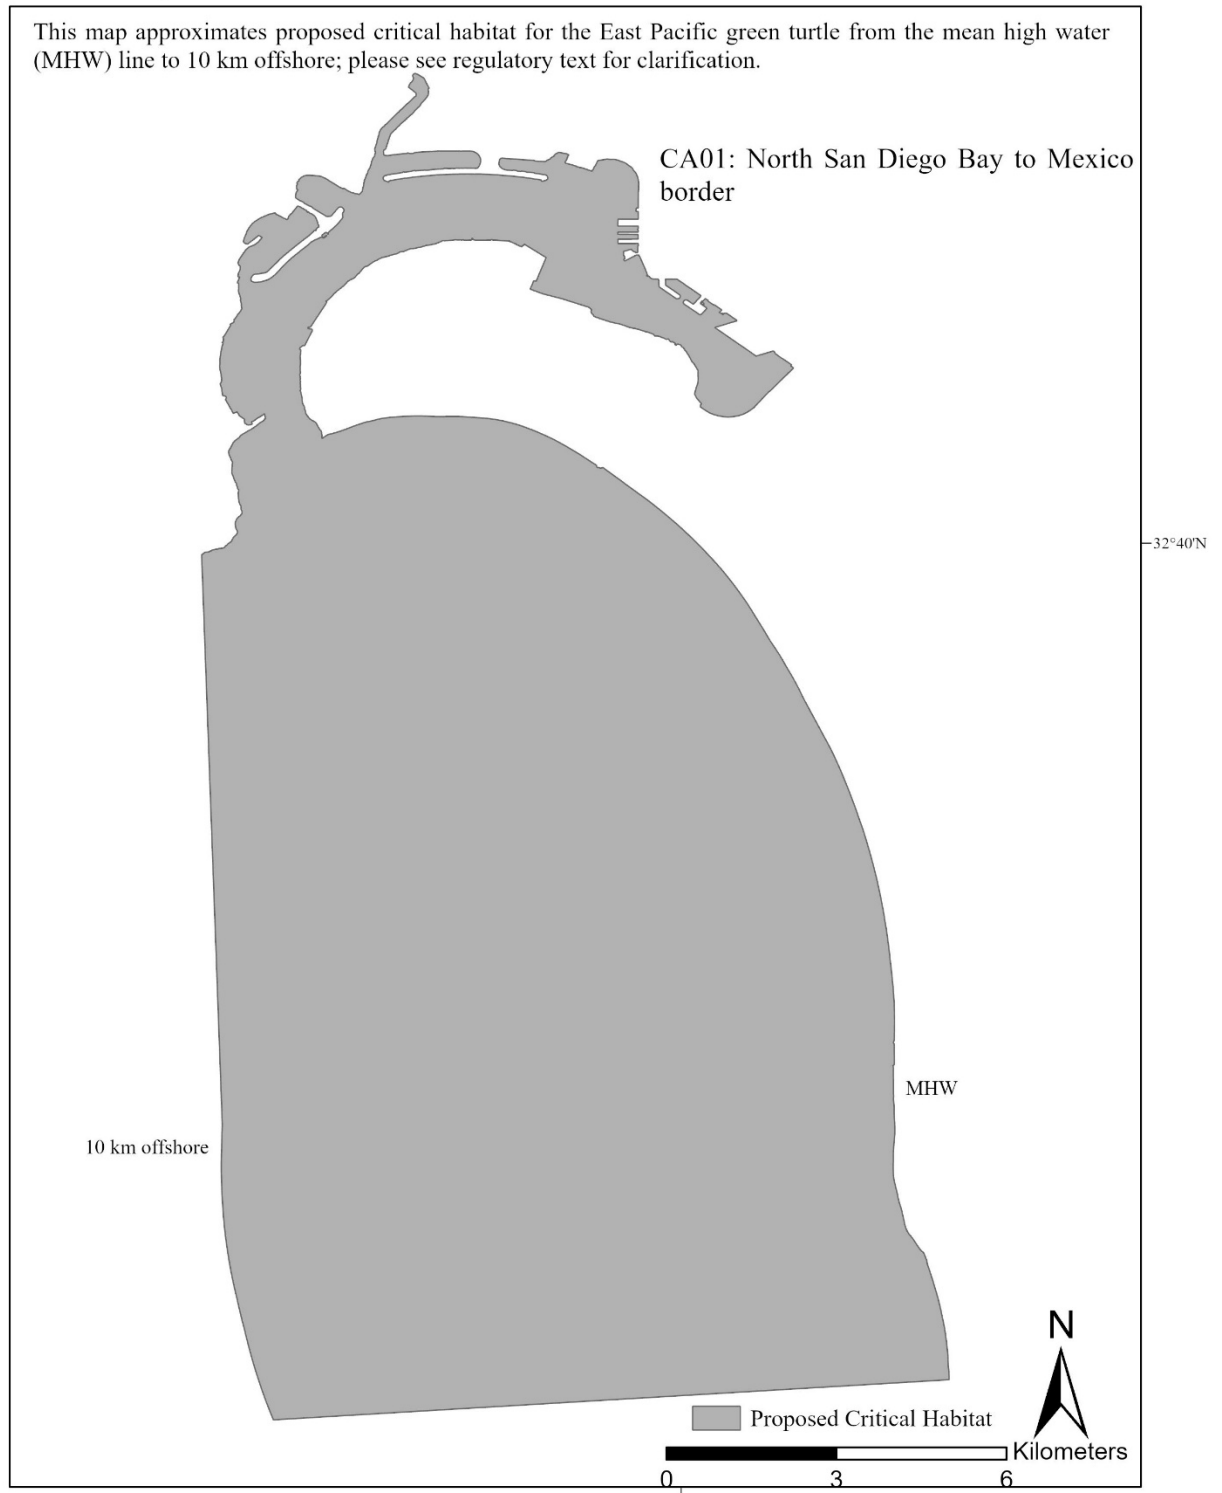 This map approximates proposed critical habitat for the East Pacific green turtle from the mean high water
(MHW) line to 10 km offshore; please see regulatory text for clarification.
CA01: North San Diego Bay to Mexico
border
32°40'N
MHW
10 km offshore
N
Proposed Critical Habitat
Kilometers
0 3 6